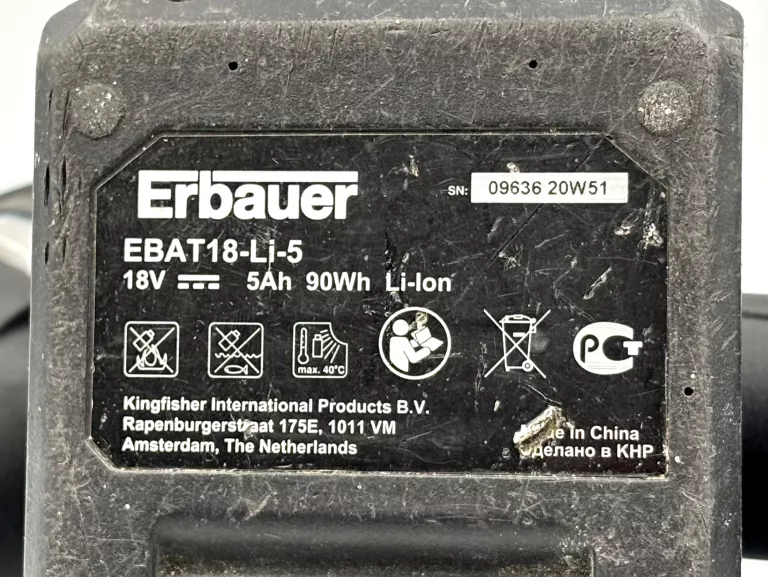 Erbauer
SN: 09636 20W51
EBAT18-Li-5
18V 5Ah 90Wh Li-Ion
max. 40°C
PCT
Kingfisher International Products B.V.
Rapenburgerstraat 175E, 1011 VM
Amsterdam, The Netherlands
In China
в КНР